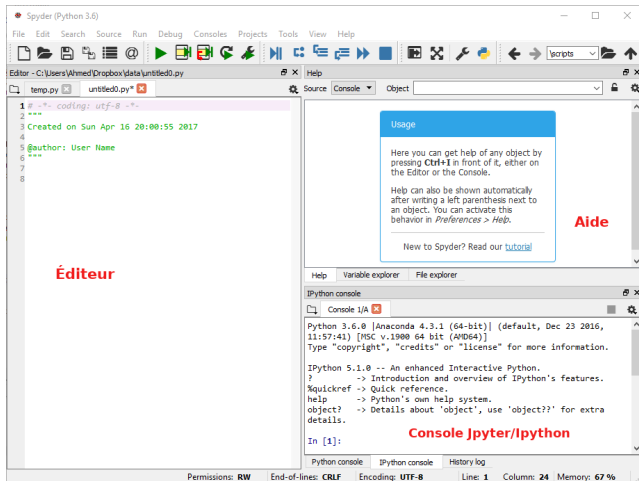 Spyder (Python 3.6)
File Edit Search Source Run Debug Consoles Projects Tools View Help
\scripts
Editor - C:\Users\Ahmed\Dropbox\data\untitled0.py
temp.py untitled0.py*
1 # -*- coding: utf-8 -*-
2 """
3 Created on Sun Apr 16 20:00:55 2017
4
5 @author: User Name
6 """
7
8
Éditeur
Help
Source Console Object
Usage
Here you can get help of any object by
pressing Ctrl+I in front of it, either on
the Editor or the Console.
Help can also be shown automatically
after writing a left parenthesis next to
an object. You can activate this
behavior in Preferences > Help.
New to Spyder? Read our tutorial
Aide
Help Variable explorer File explorer
IPython console
Console 1/A
Python 3.6.0 |Anaconda 4.3.1 (64-bit)| (default, Dec 23 2016,
11:57:41) [MSC v.1900 64 bit (AMD64)]
Type "copyright", "credits" or "license" for more information.
IPython 5.1.0 -- An enhanced Interactive Python.
? -> Introduction and overview of IPython's features.
%quickref -> Quick reference.
help -> Python's own help system.
object? -> Details about 'object', use 'object??' for extra
details.
Console Jpyter/Ipython
In [1]:
Python console IPython console History log
Permissions: RW End-of-lines: CRLF Encoding: UTF-8 Line: 1 Column: 24 Memory: 67 %